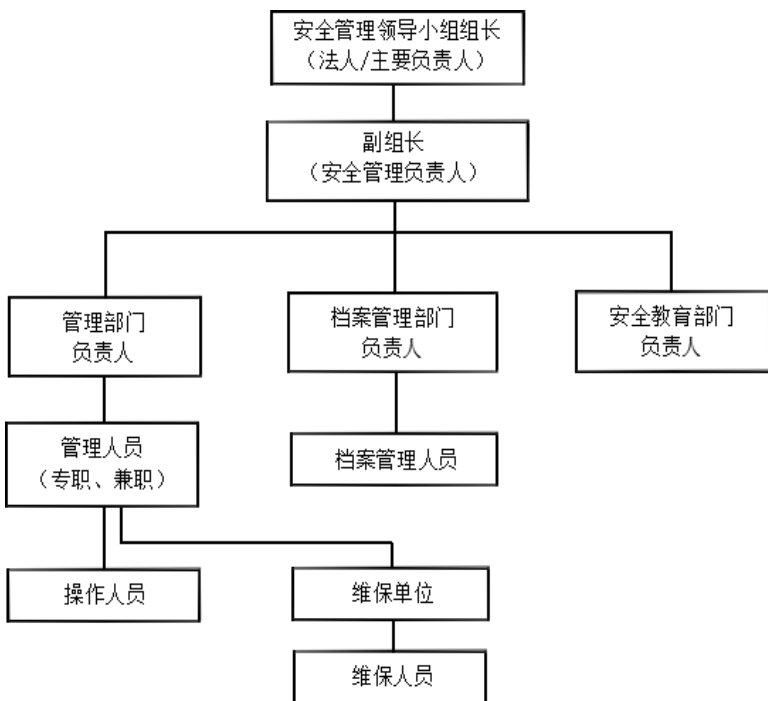 安全管理领导小组组长
（法人/主要负责人）
副组长
（安全管理负责人）
管理部门
负责人
档案管理部门
负责人
安全教育部门
负责人
管理人员
（专职、兼职）
档案管理人员
操作人员
维保单位
维保人员